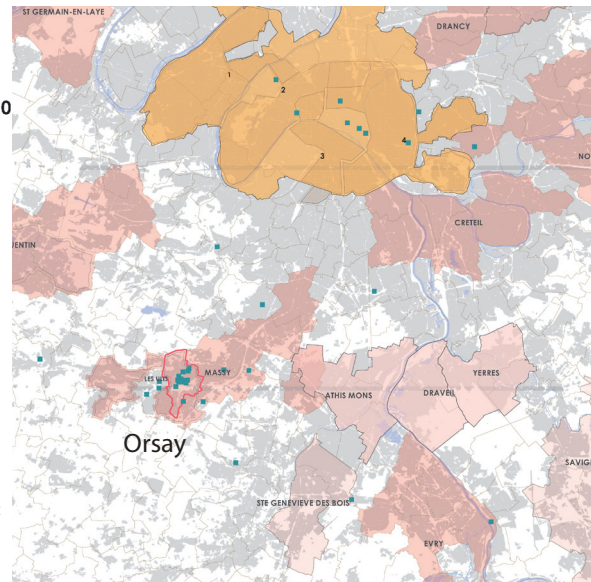 ST GERMAIN-EN-LAYE
DRANCY
1
2
0
4
3
NO
CRETEIL
UENTIN
LES ULIS
MASSY
YERRES
ATHIS MONS
DRAVEIL
Orsay
SAVIG
STE GENEVIEVE DES BOIS
EVRY